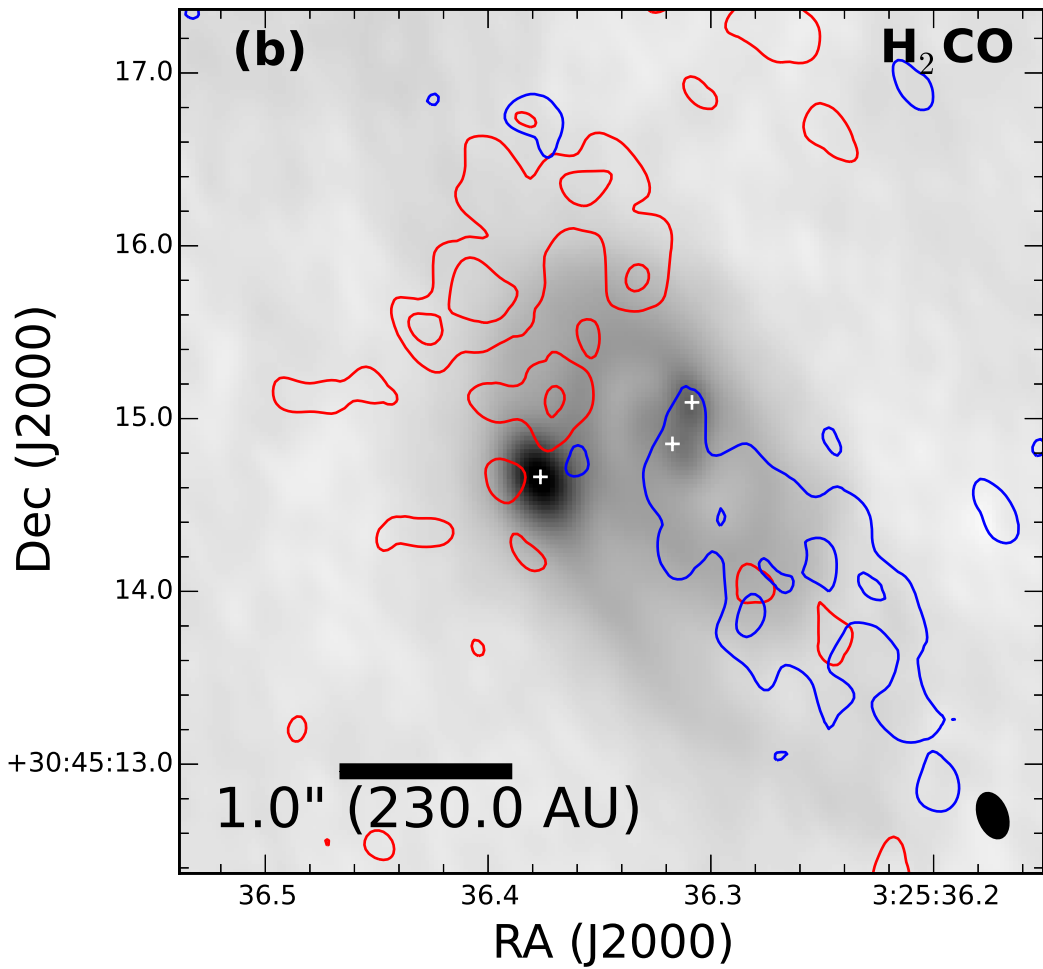 (b)
H₂CO
17.0
16.0
15.0
14.0
+30:45:13.0
Dec (J2000)
1.0" (230.0 AU)
36.5 36.4 36.3 3:25:36.2
RA (J2000)